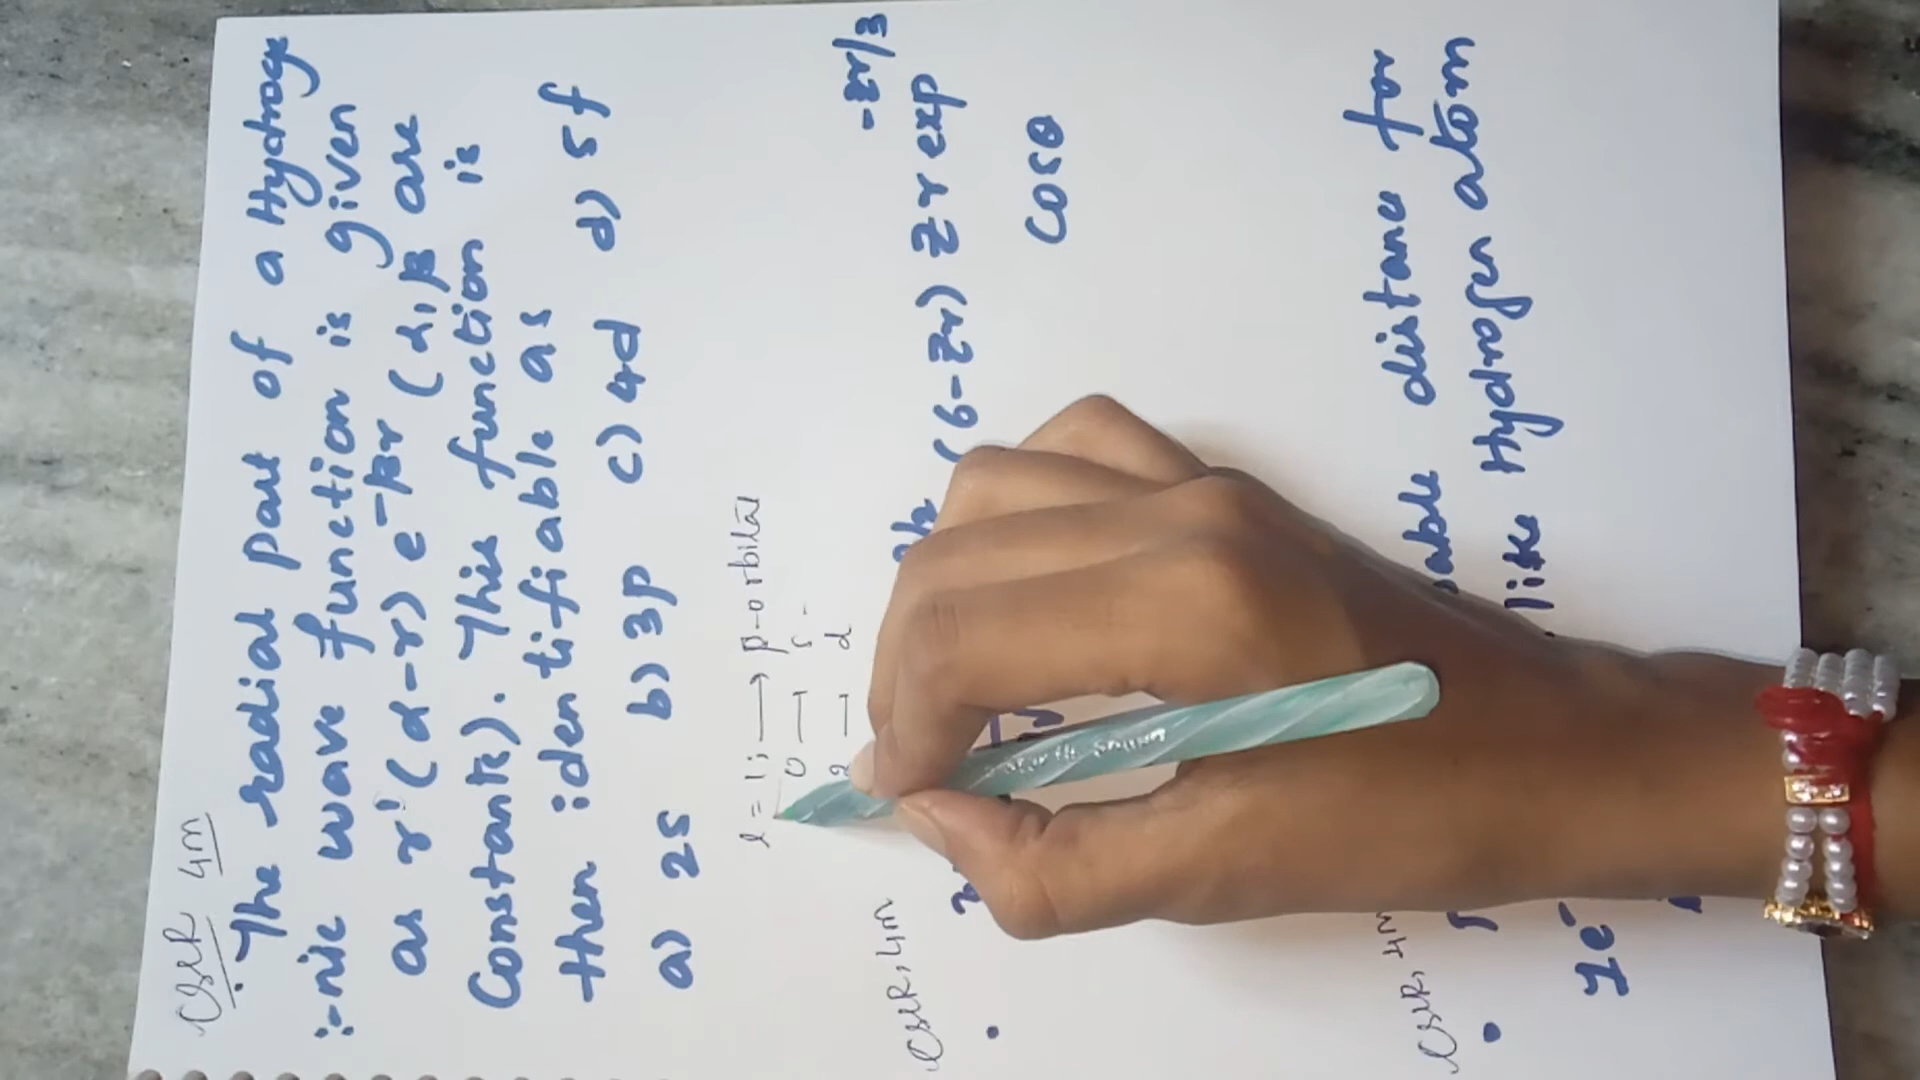 CSIR 4m
The radial part of a Hydroge
:-nic wave function is given
as r¹(α-r)e^-βr (α,β are
Constants). This function is
then identifiable as
a) 2s b) 3p c) 4d d) 5f
l = 1; → p-orbital
0 — s
2 — d
CSIR, 4m
(6-Zr) Zr exp -Zr/3
cosθ
CSIR, 4m
distance for
1e⁻ like Hydrogen atom